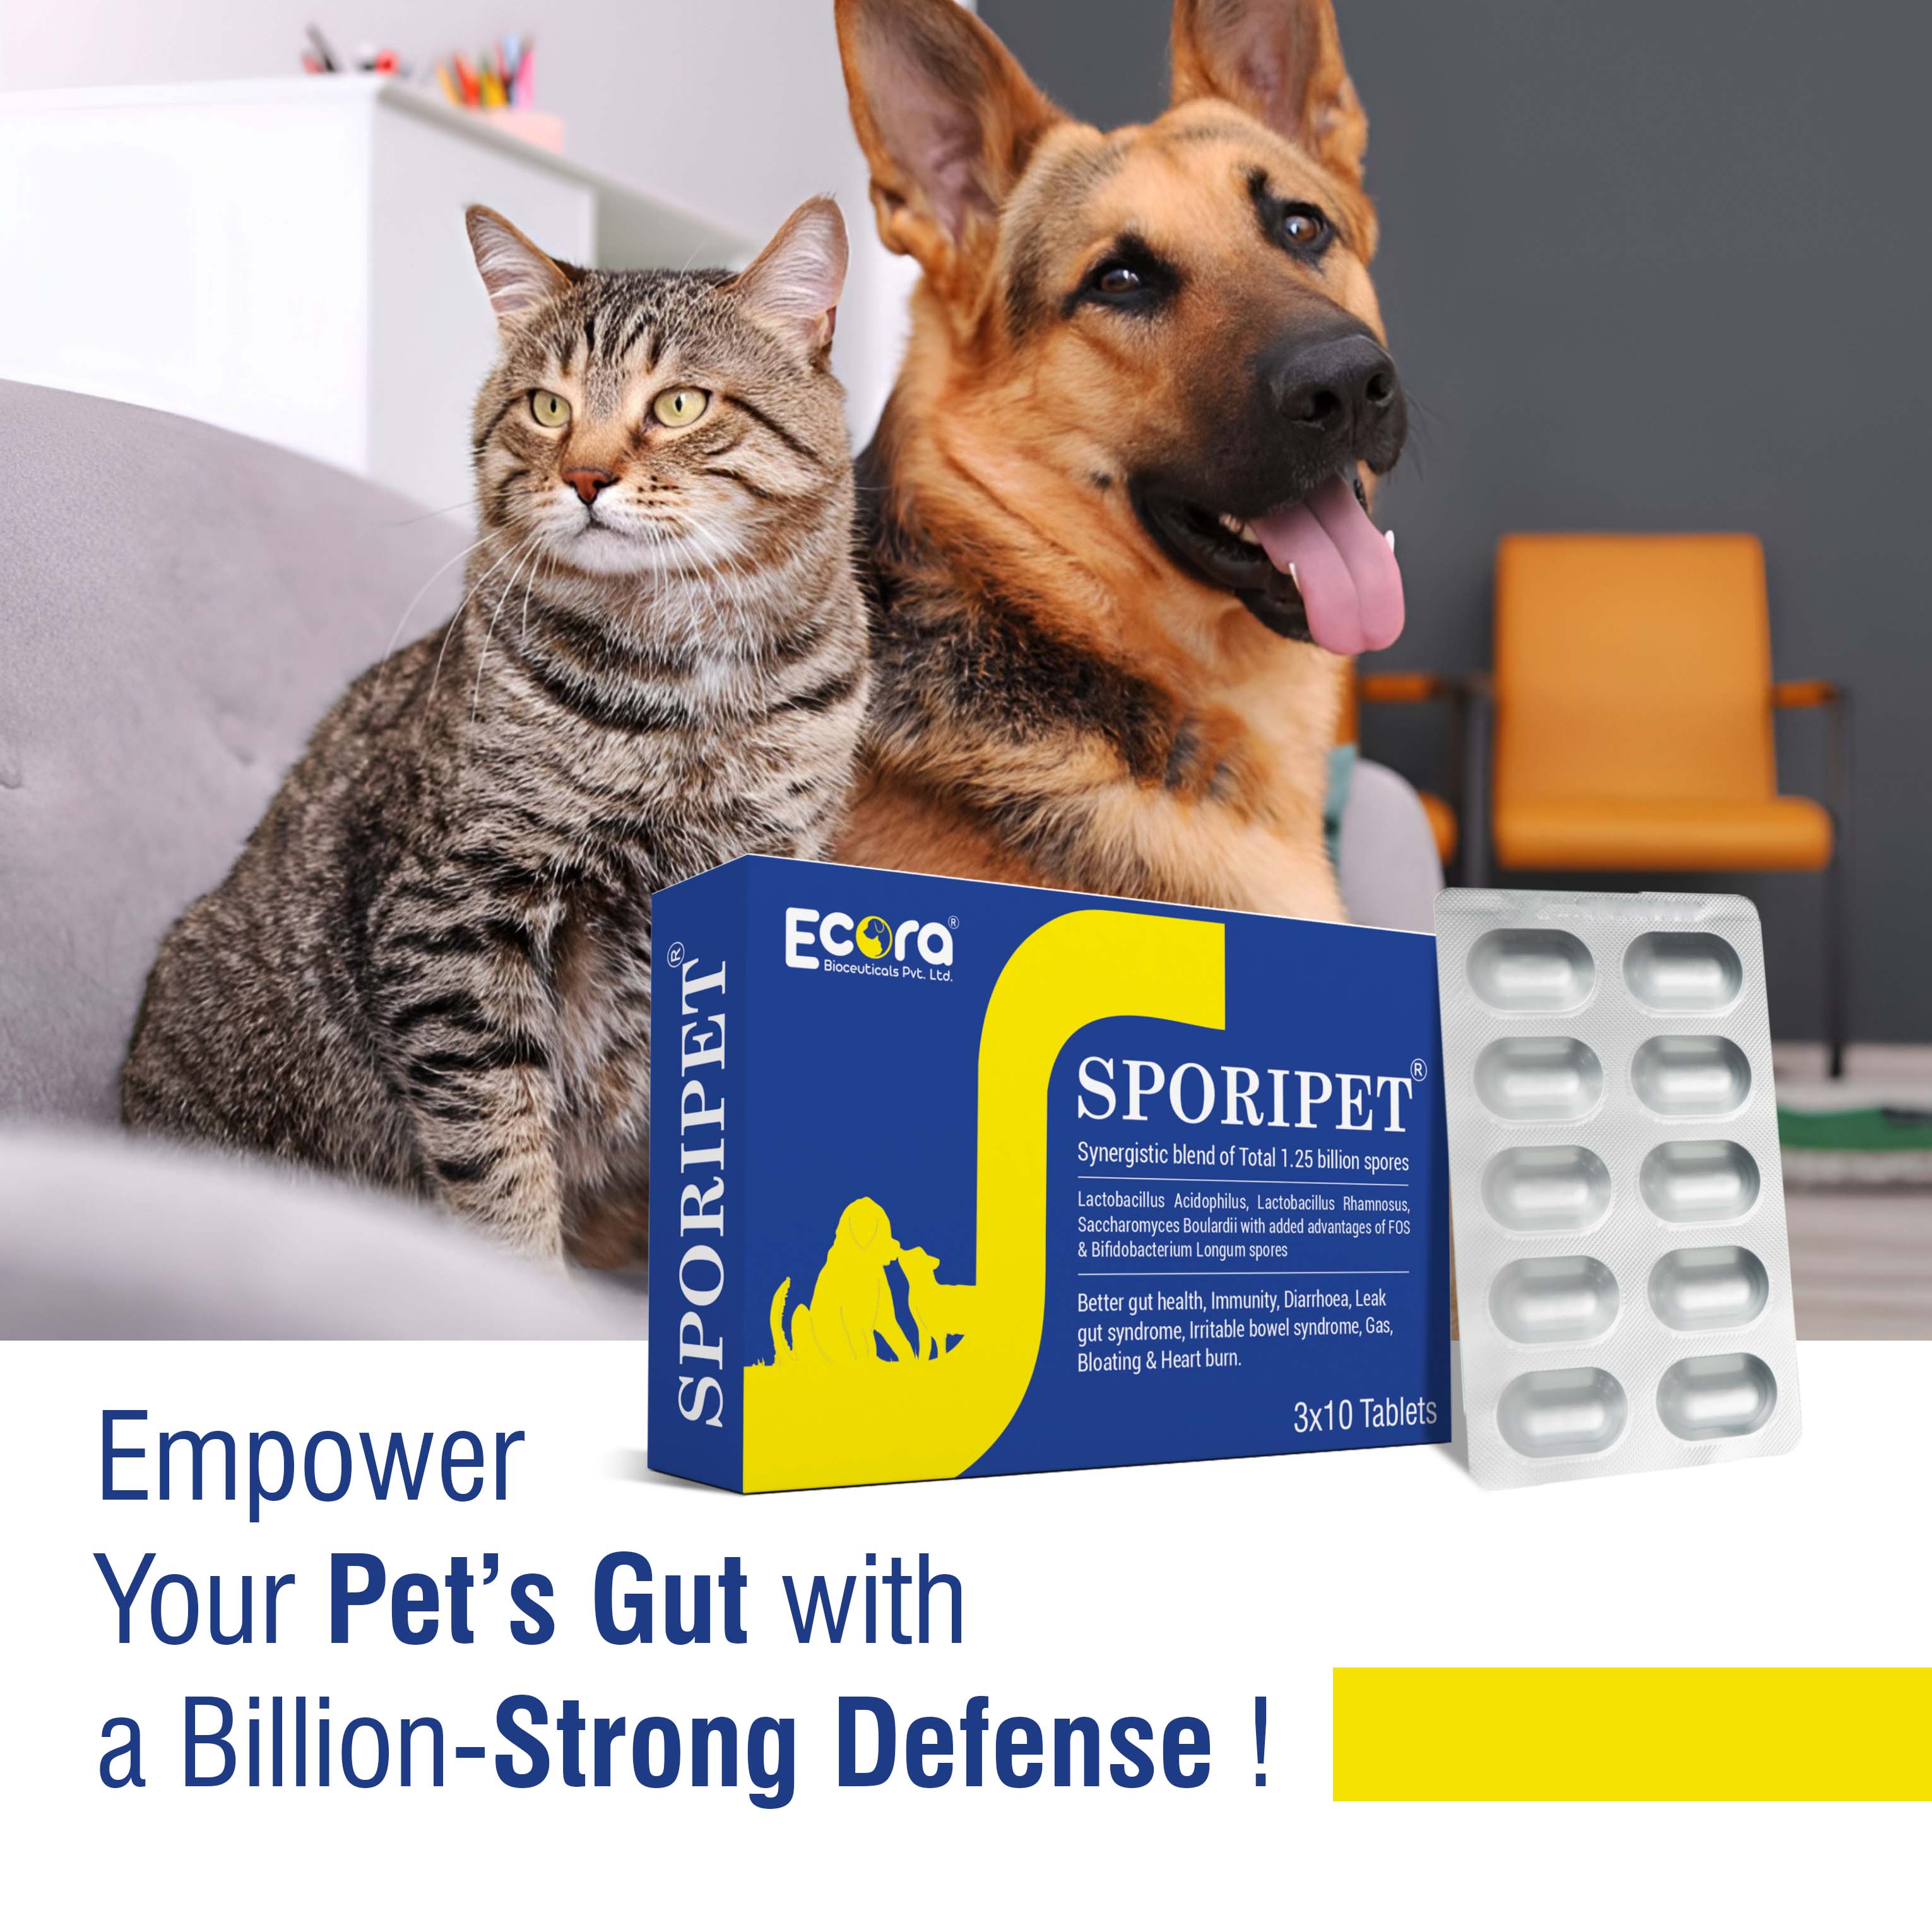 Ecora®
Bioceuticals Pvt. Ltd.
SPORIPET®
SPORIPET®
Synergistic blend of Total 1.25 billion spores
Lactobacillus Acidophilus, Lactobacillus Rhamnosus,
Saccharomyces Boulardii with added advantages of FOS
& Bifidobacterium Longum spores
Better gut health, Immunity, Diarrhoea, Leak
gut syndrome, Irritable bowel syndrome, Gas,
Bloating & Heart burn.
3x10 Tablets
Empower
Your Pet's Gut with
a Billion-Strong Defense !